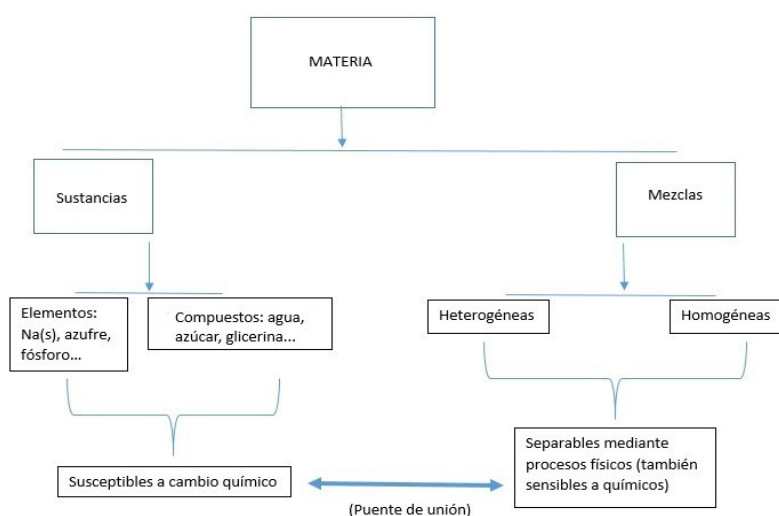 MATERIA
Sustancias
Mezclas
Elementos:
Na(s), azufre,
fósforo...
Compuestos: agua,
azúcar, glicerina...
Heterogéneas
Homogéneas
Susceptibles a cambio químico
Separables mediante
procesos físicos (también
sensibles a químicos)
(Puente de unión)